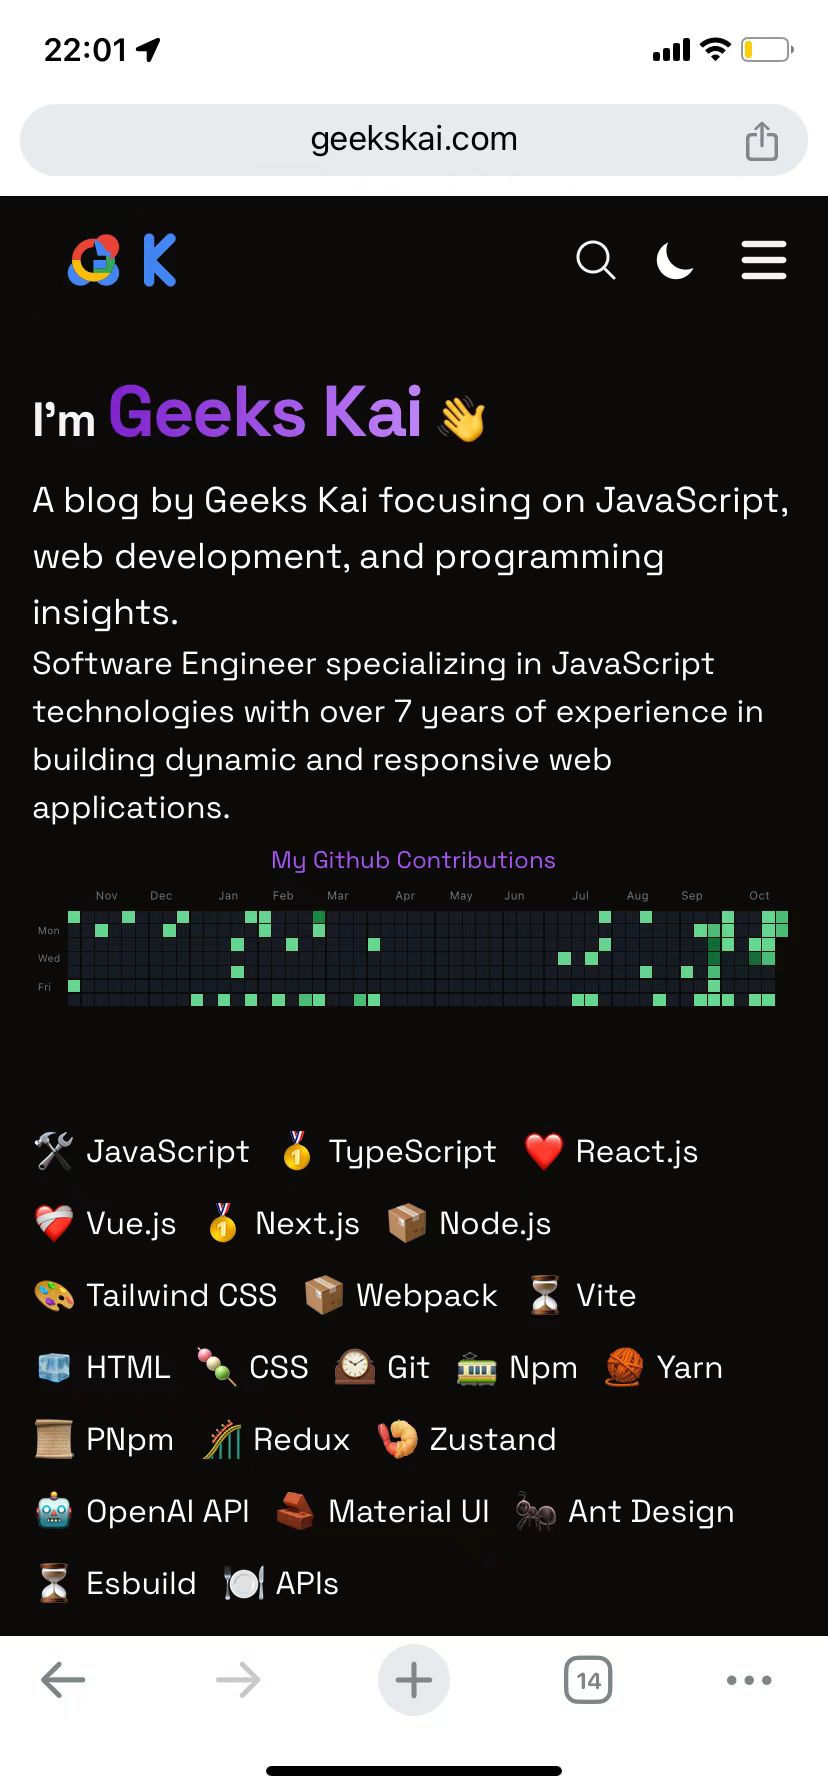 22:01
geekskai.com
G K
I'm Geeks Kai 👋
A blog by Geeks Kai focusing on JavaScript,
web development, and programming
insights.
Software Engineer specializing in JavaScript
technologies with over 7 years of experience in
building dynamic and responsive web
applications.
My Github Contributions
Nov Dec Jan Feb Mar Apr May Jun Jul Aug Sep Oct
Mon
Wed
Fri
🛠️ JavaScript 🥇 TypeScript ❤️ React.js
❤️‍🩹 Vue.js 🥇 Next.js 📦 Node.js
🎨 Tailwind CSS 📦 Webpack ⏳ Vite
🧊 HTML 🍡 CSS 🕰️ Git 🚋 Npm 🧶 Yarn
📜 PNpm 🎢 Redux 🍤 Zustand
🤖 OpenAI API 🧱 Material UI 🐜 Ant Design
⏳ Esbuild 🍽️ APIs
14